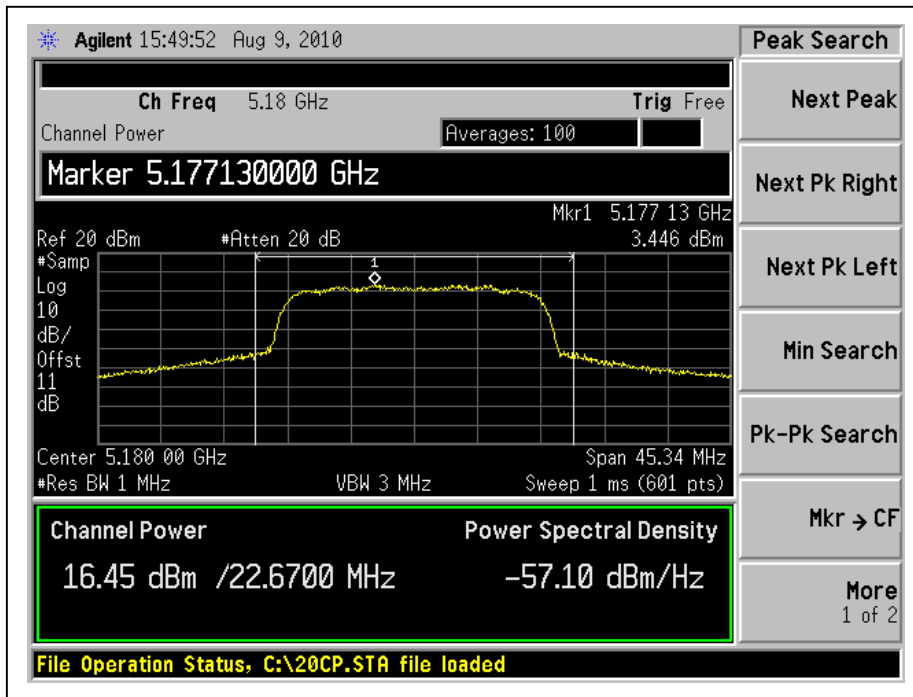 Agilent 15:49:52 Aug 9, 2010
Peak Search
Ch Freq 5.18 GHz Trig Free
Channel Power Averages: 100
Marker 5.177130000 GHz
Mkr1 5.177 13 GHz
Ref 20 dBm #Atten 20 dB 3.446 dBm
#Samp
Log
10
dB/
Offst
11
dB
1
Center 5.180 00 GHz Span 45.34 MHz
#Res BW 1 MHz VBW 3 MHz Sweep 1 ms (601 pts)
Channel Power Power Spectral Density
16.45 dBm /22.6700 MHz -57.10 dBm/Hz
File Operation Status, C:\20CP.STA file loaded
Next Peak
Next Pk Right
Next Pk Left
Min Search
Pk-Pk Search
Mkr → CF
More
1 of 2